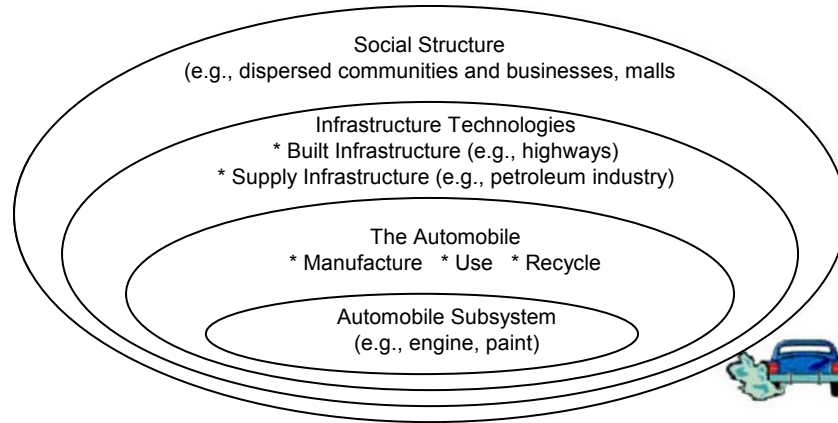 Social Structure
(e.g., dispersed communities and businesses, malls
Infrastructure Technologies
* Built Infrastructure (e.g., highways)
* Supply Infrastructure (e.g., petroleum industry)
The Automobile
* Manufacture * Use * Recycle
Automobile Subsystem
(e.g., engine, paint)